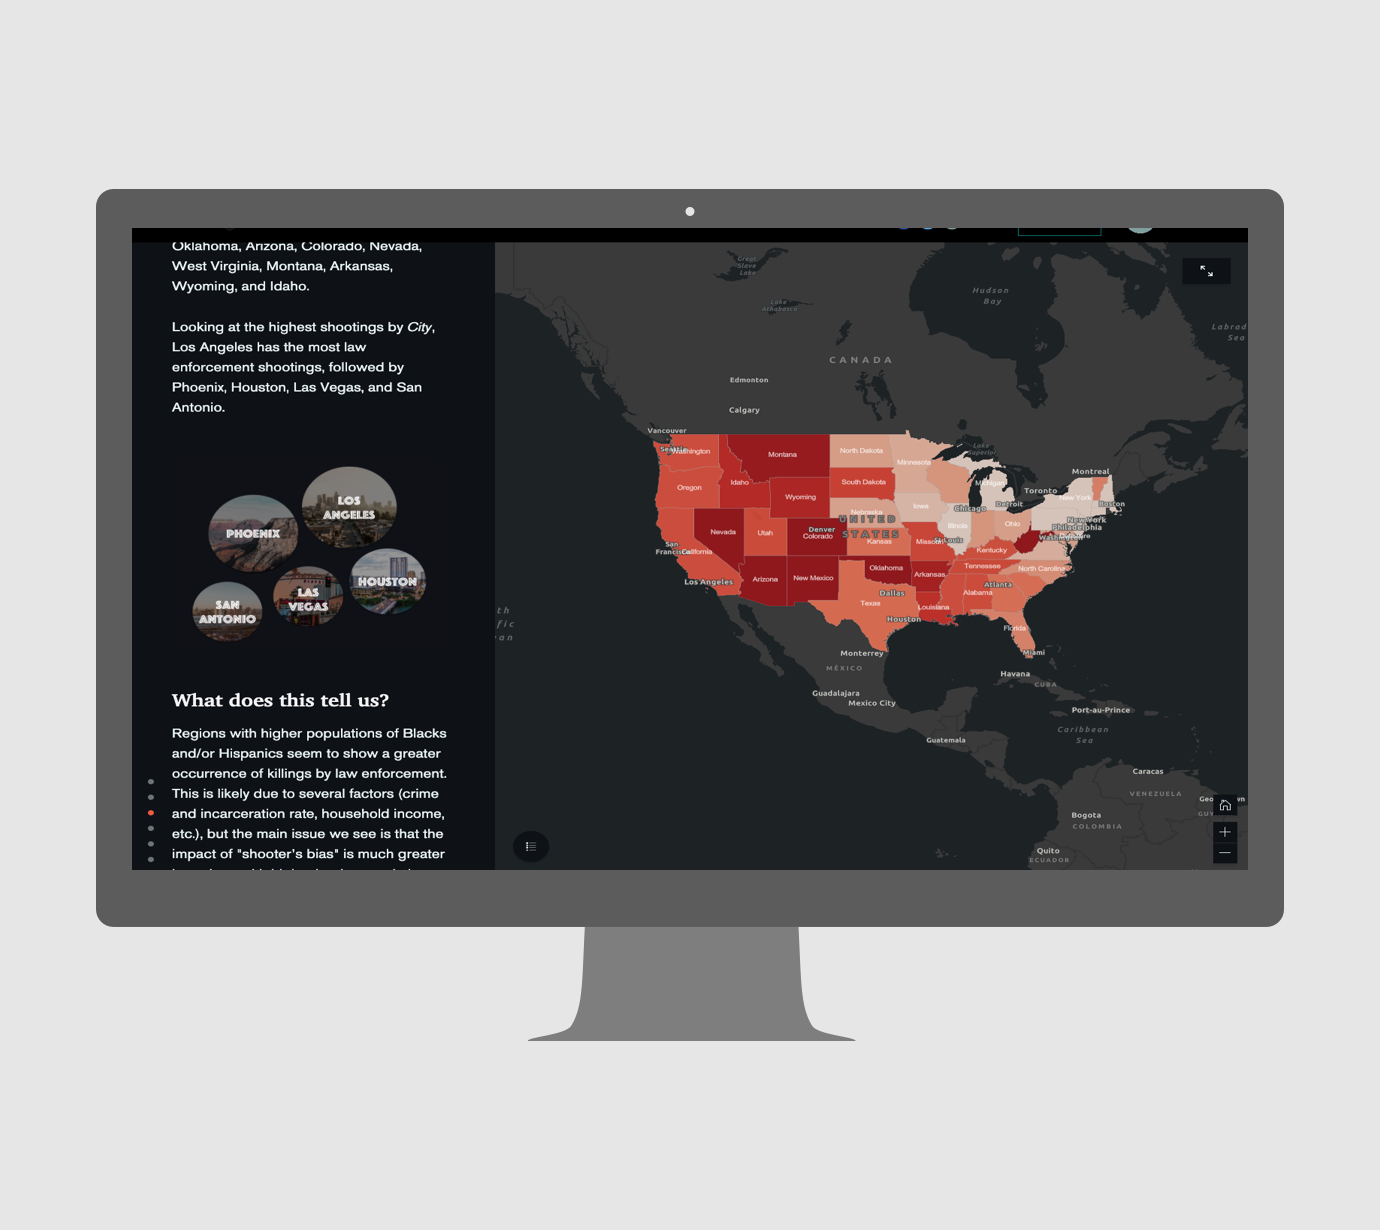 Oklahoma, Arizona, Colorado, Nevada,
West Virginia, Montana, Arkansas,
Wyoming, and Idaho.
Looking at the highest shootings by City,
Los Angeles has the most law
enforcement shootings, followed by
Phoenix, Houston, Las Vegas, and San
Antonio.
LOS
ANGELES
PHOENIX
HOUSTON
LAS
VEGAS
SAN
ANTONIO
What does this tell us?
Regions with higher populations of Blacks
and/or Hispanics seem to show a greater
occurrence of killings by law enforcement.
This is likely due to several factors (crime
and incarceration rate, household income,
etc.), but the main issue we see is that the
impact of "shooter's bias" is much greater
Great
Slave
Lake
Lake
Athabasca
Hudson
Bay
Labrad
Sea
CANADA
Edmonton
Calgary
Vancouver
Seattle
Washington
Montana
North Dakota
Minnesota
Lake
Superior
Montreal
Oregon
Idaho
Wyoming
South Dakota
Michigan
Toronto
New York
Boston
Detroit
Nebraska
Iowa
Chicago
UNITED
STATES
Nevada
Utah
Denver
Colorado
Kansas
Missouri
St Louis
Illinois
Ohio
New York
Philadelphia
Washington
San
Francisco
California
Kentucky
Los Angeles
Arizona
New Mexico
Oklahoma
Arkansas
Tennessee
North Carolina
Dallas
Texas
Louisiana
Alabama
Atlanta
Houston
Florida
Miami
th
fic
an
Monterrey
MÉXICO
Havana
CUBA
Guadalajara
Mexico City
Port-au-Prince
Caribbean
Sea
Guatemala
Caracas
VENEZUELA
Geo
wn
GUY
Bogota
COLOMBIA
Quito
ECUADOR